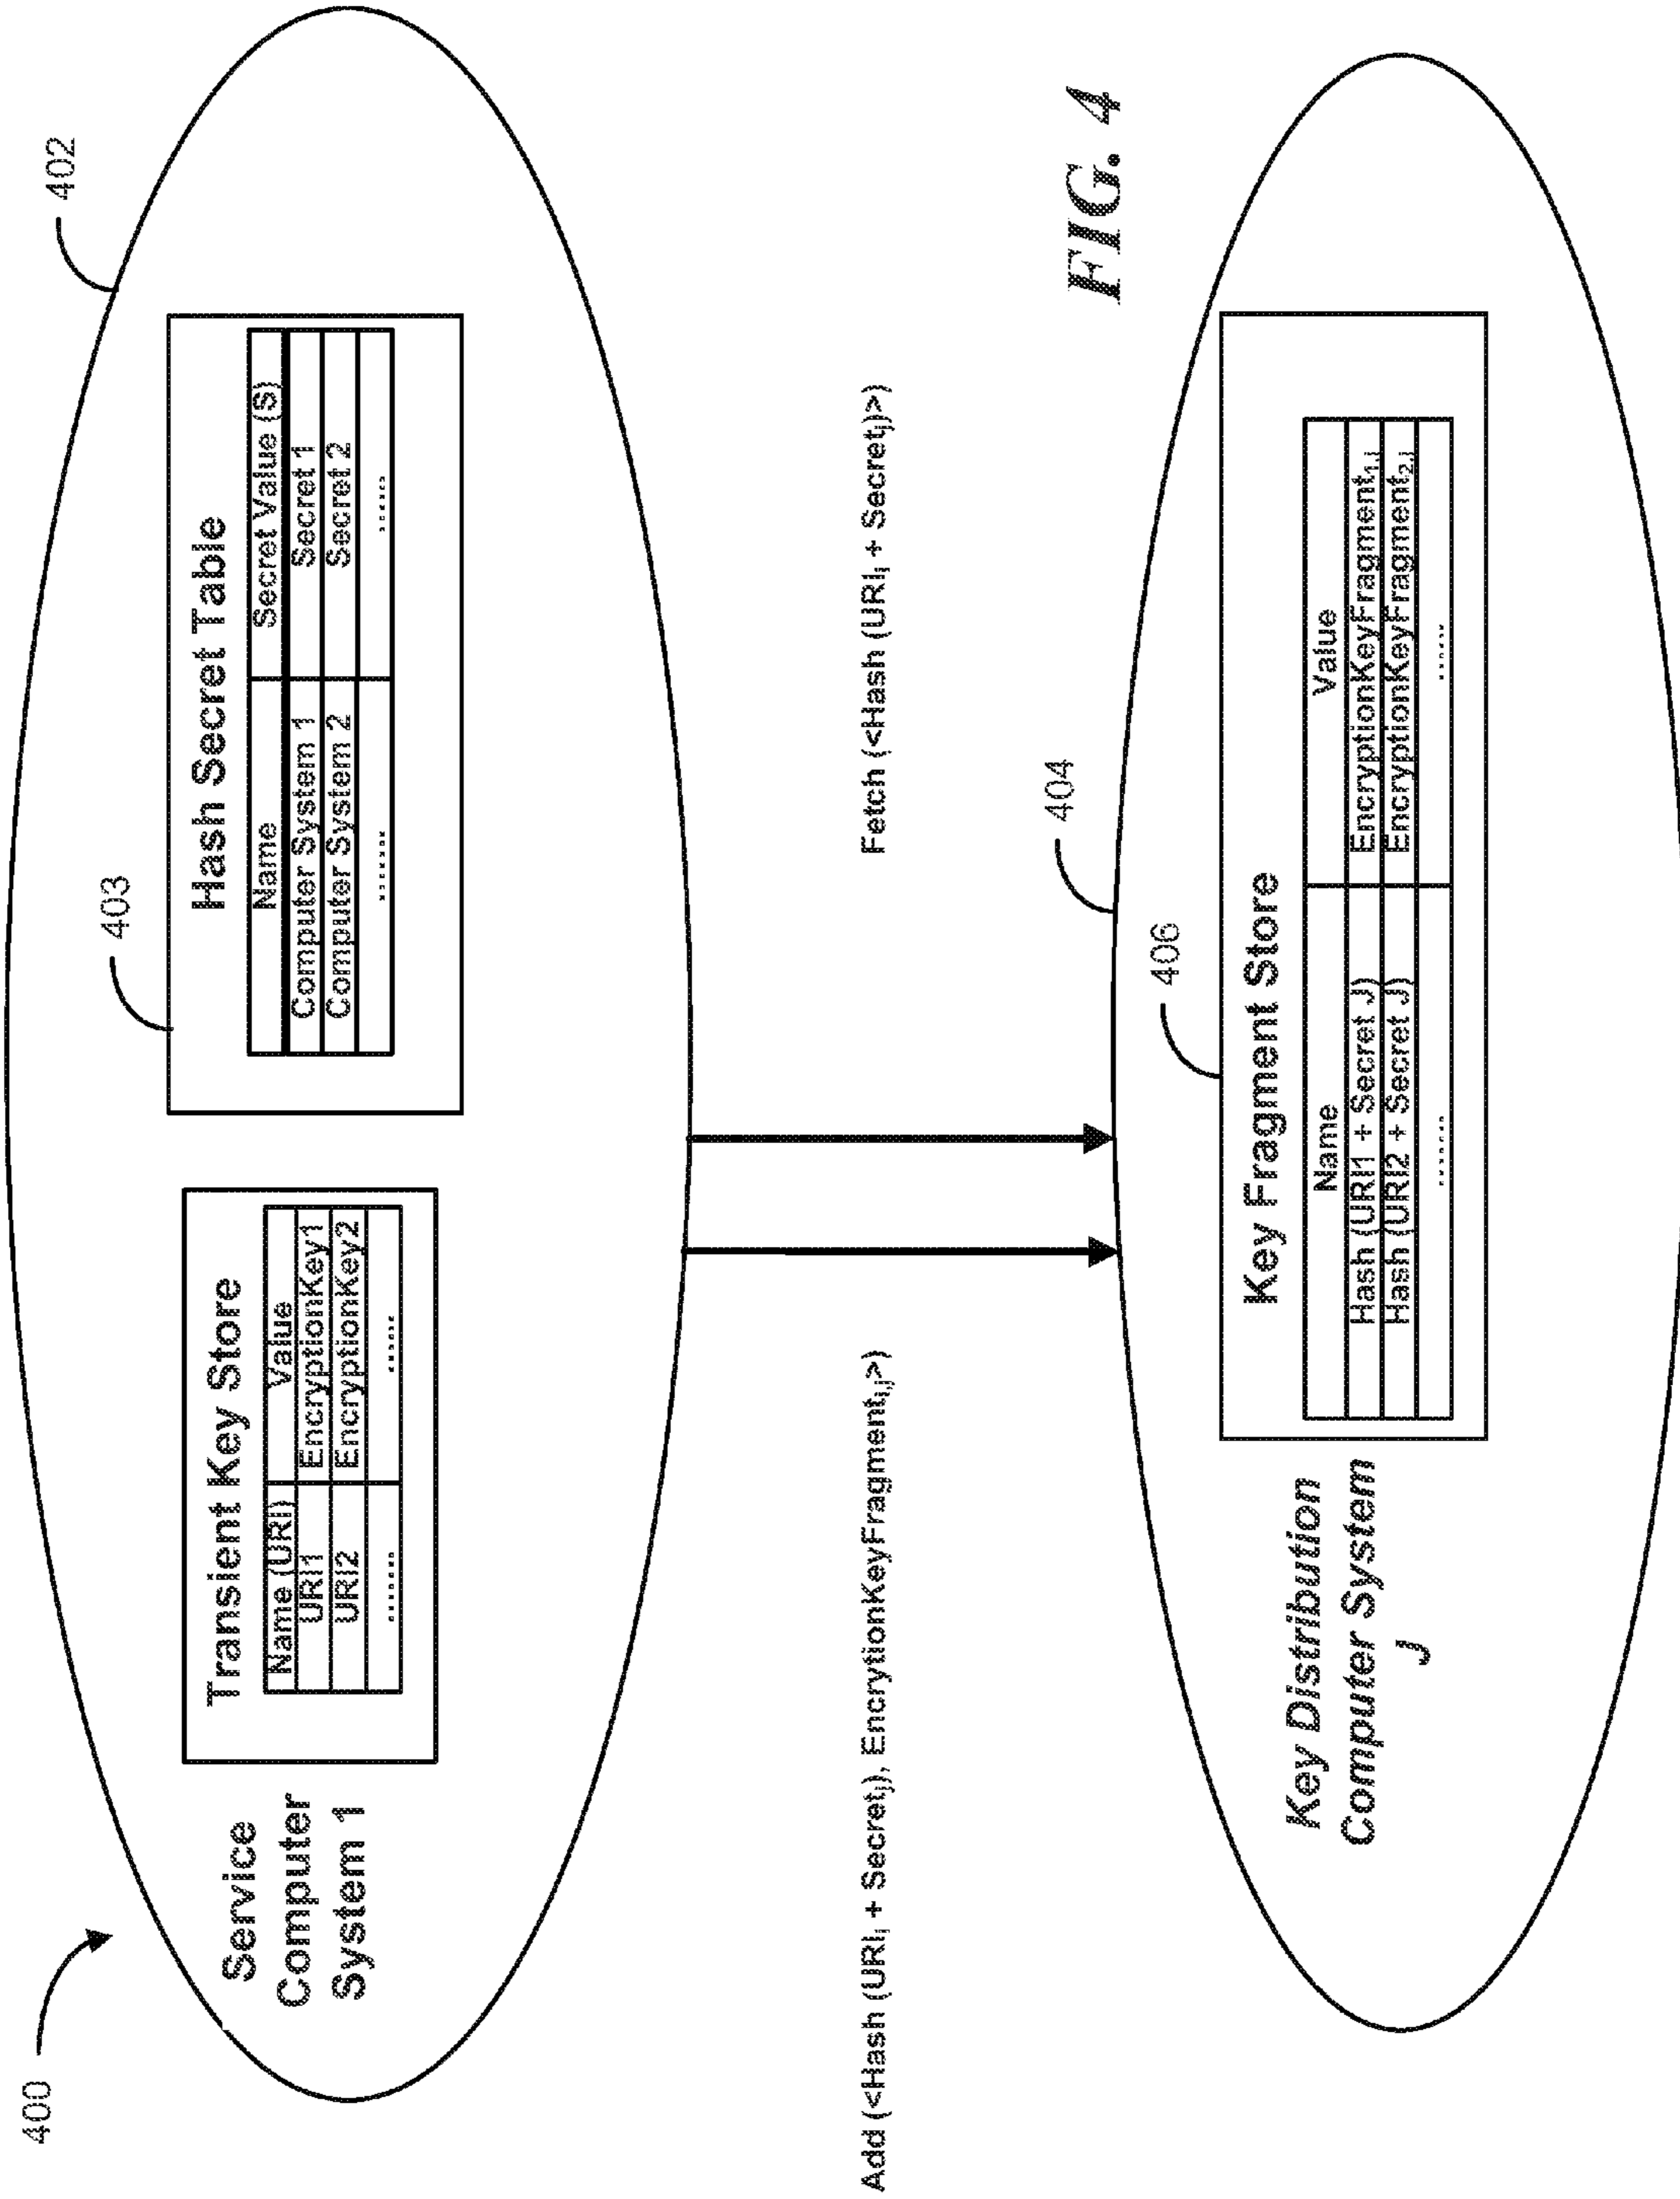 400
402
Service
Computer
System 1
Transient Key Store
Name (URI) Value
URI1 EncryptionKey1
URI2 EncryptionKey2
....... .......
403
Hash Secret Table
Name Secret Value (S)
Computer System 1 Secret 1
Computer System 2 Secret 2
........ ......
Add (<Hash (URIi + Secretj), EncrytionKeyFragmenti,j>)
Fetch (<Hash (URIi + Secretj)>)
404
FIG. 4
Key Distribution
Computer System
J
406
Key Fragment Store
Name Value
Hash (URI1 + Secret J) EncryptionKeyFragment1,j
Hash (URI2 + Secret J) EncryptionKeyFragment2,j
....... ......